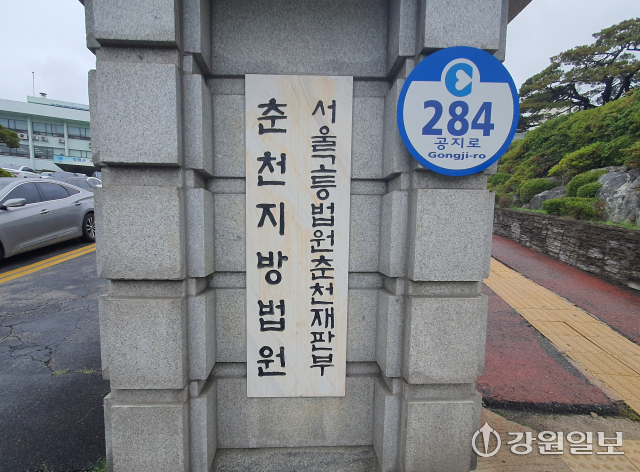 서울고등법원춘천재판부
춘천지방법원
284
공지로
Gongji-ro
강원일보